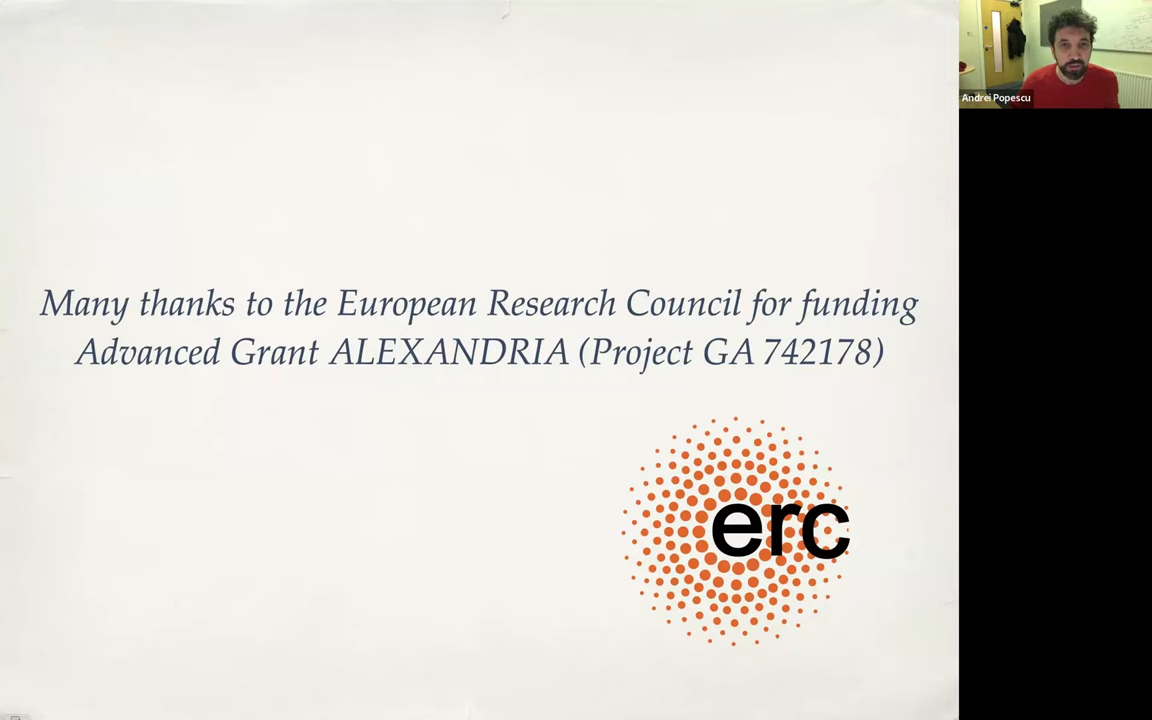 Andrei Popescu
Many thanks to the European Research Council for funding
Advanced Grant ALEXANDRIA (Project GA 742178)
erc